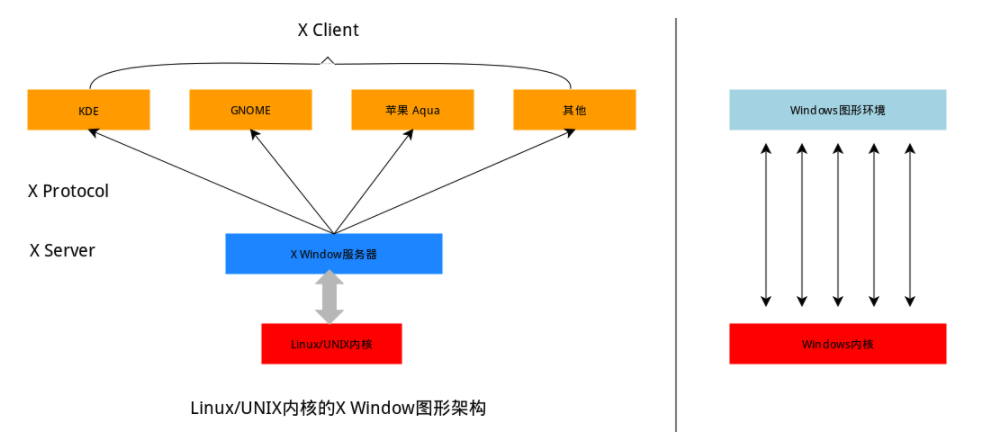 X Client
KDE
GNOME
苹果 Aqua
其他
X Protocol
X Server
X Window服务器
Linux/UNIX内核
Linux/UNIX内核的X Window图形架构
Windows图形环境
Windows内核